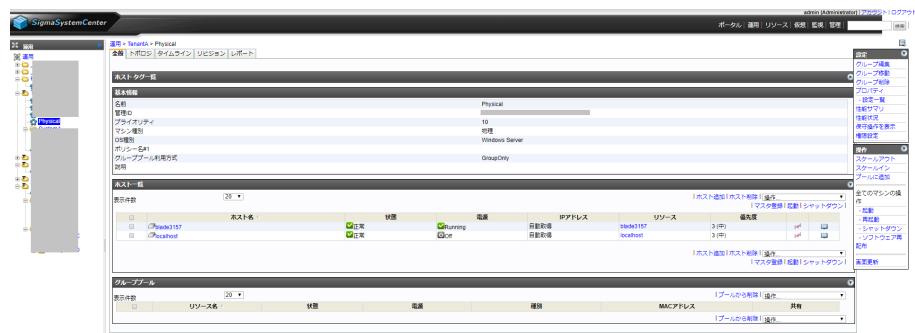 admin (Administrator) | アカウント | ログアウト
SigmaSystemCenter
ポータル | 運用 | リソース | 仮想 | 監視 | 管理 |
検索
運用
運用 > TenantA > Physical
全般 トポロジ タイムライン リビジョン レポート
運用
Physical
ホスト タグ一覧
基本情報
名前 Physical
管理ID
プライオリティ 10
マシン種別 物理
OS種別 Windows Server
ポリシー名#1
グループプール利用方式 GroupOnly
説明
ホスト一覧
表示件数 20
| ホスト追加 | ホスト削除 | 操作...
| マスタ登録 | 起動 | シャットダウン |
ホスト名 状態 電源 IPアドレス リソース 優先度
blade3157 正常 Running 自動取得 blade3157 3 (中)
localhost 正常 Off 自動取得 localhost 3 (中)
| ホスト追加 | ホスト削除 | 操作...
| マスタ登録 | 起動 | シャットダウン |
グループプール
表示件数 20
| プールから削除 | 操作...
リソース名 状態 電源 種別 MACアドレス 共有
| プールから削除 | 操作...
設定
グループ編集
グループ移動
グループ削除
プロパティ
- 設定一覧
性能サマリ
性能状況
保守操作を表示
権限設定
操作
スケールアウト
スケールイン
プールに追加
全てのマシンの操作
- 起動
- 再起動
- シャットダウン
- ソフトウェア再配布
画面更新